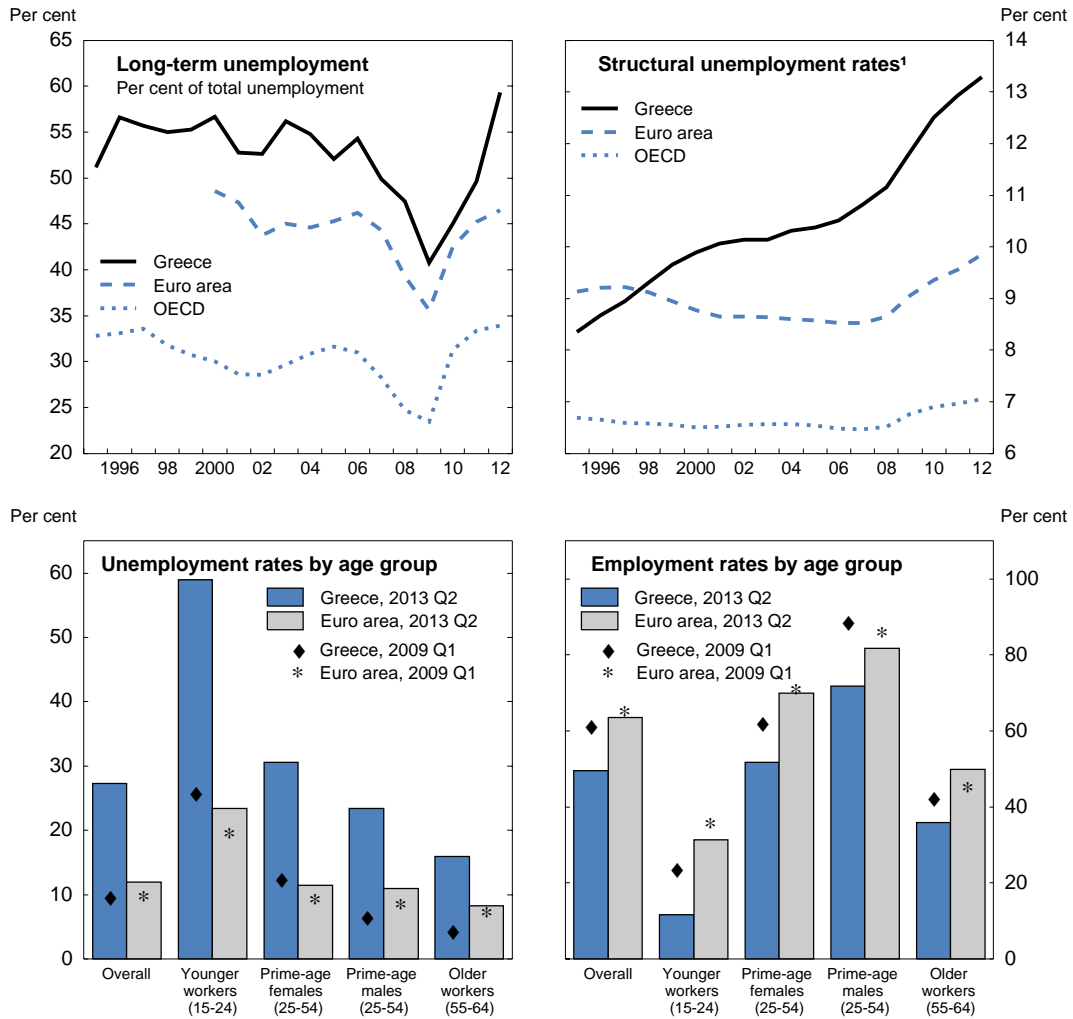 Per cent
65
60
55
50
45
40
35
30
25
20
Long-term unemployment
Per cent of total unemployment
Greece
Euro area
OECD
1996 98 2000 02 04 06 08 10 12
Per cent
14
13
12
11
10
9
8
7
6
Structural unemployment rates¹
Greece
Euro area
OECD
1996 98 2000 02 04 06 08 10 12
Per cent
60
50
40
30
20
10
0
Unemployment rates by age group
Greece, 2013 Q2
Euro area, 2013 Q2
Greece, 2009 Q1
Euro area, 2009 Q1
Overall
Younger
workers
(15-24)
Prime-age
females
(25-54)
Prime-age
males
(25-54)
Older
workers
(55-64)
Per cent
100
80
60
40
20
0
Employment rates by age group
Greece, 2013 Q2
Euro area, 2013 Q2
Greece, 2009 Q1
Euro area, 2009 Q1
Overall
Younger
workers
(15-24)
Prime-age
females
(25-54)
Prime-age
males
(25-54)
Older
workers
(55-64)